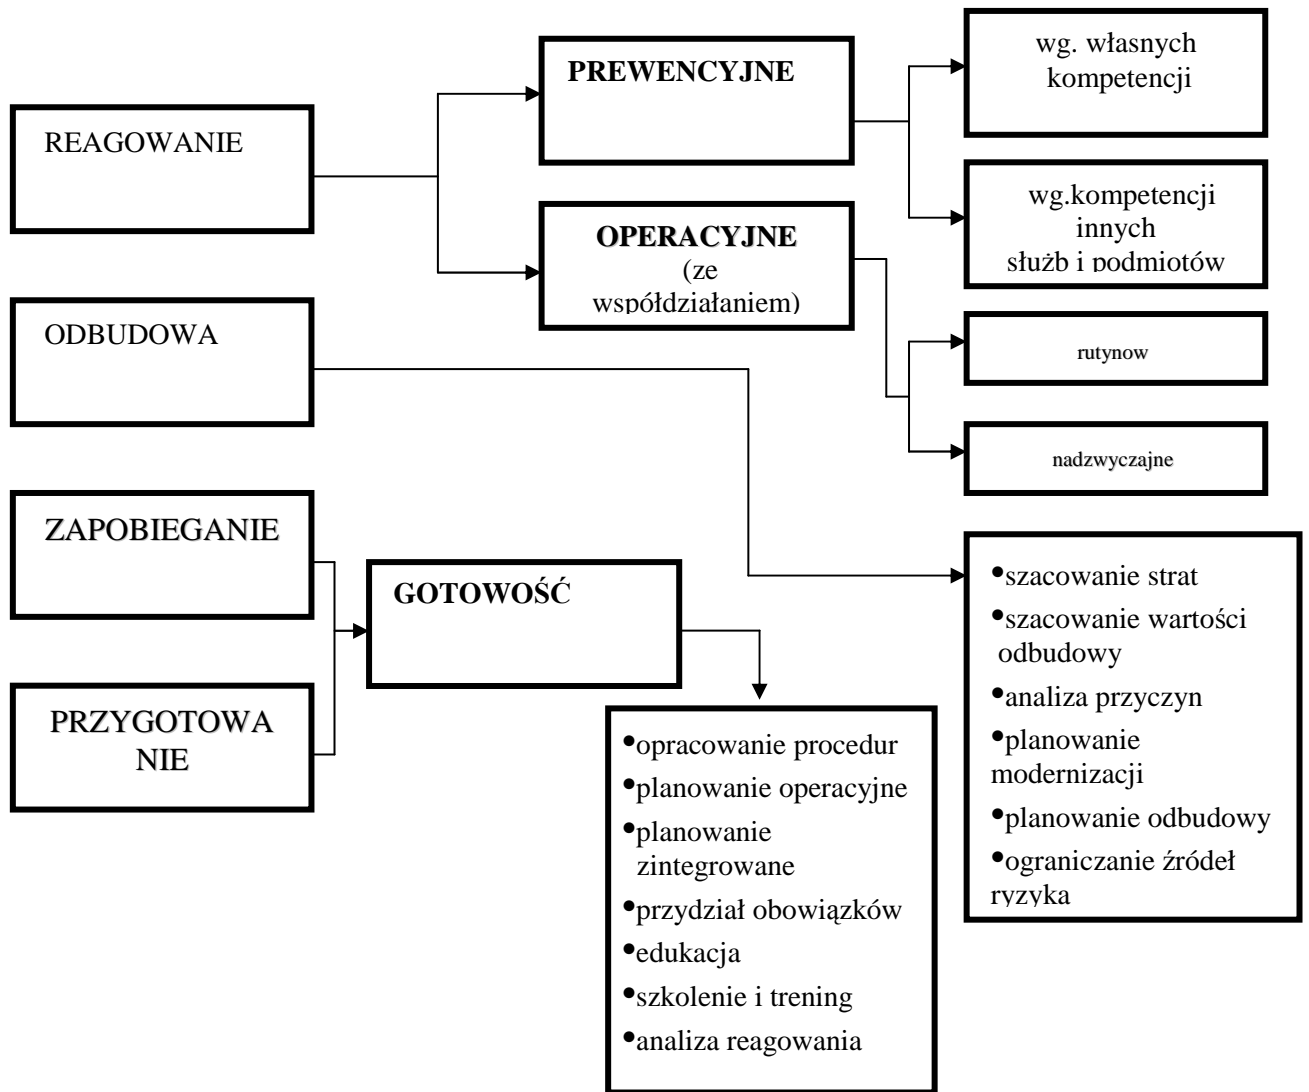 REAGOWANIE
PREWENCYJNE
wg. własnych
kompetencji
wg.kompetencji
innych
służb i podmiotów
OPERACYJNE
(ze
współdziałaniem)
rutynow
nadzwyczajne
ODBUDOWA
•szacowanie strat
•szacowanie wartości
odbudowy
•analiza przyczyn
•planowanie
modernizacji
•planowanie odbudowy
•ograniczanie źródeł
ryzyka
ZAPOBIEGANIE
PRZYGOTOWA
NIE
GOTOWOŚĆ
•opracowanie procedur
•planowanie operacyjne
•planowanie
zintegrowane
•przydział obowiązków
•edukacja
•szkolenie i trening
•analiza reagowania